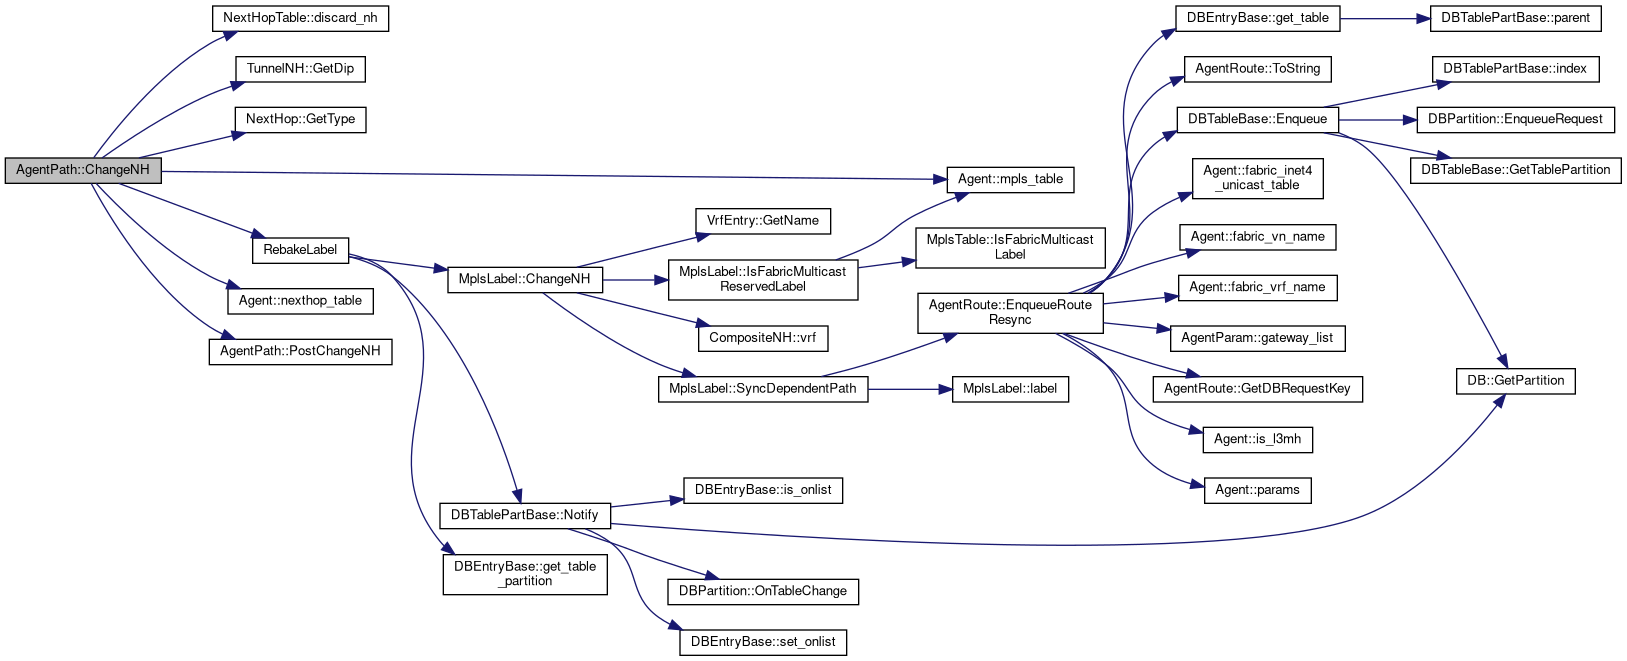 NextHopTable::discard_nh
TunnelNH::GetDip
NextHop::GetType
AgentPath::ChangeNH
RebakeLabel
Agent::nexthop_table
AgentPath::PostChangeNH
MplsLabel::ChangeNH
DBTablePartBase::Notify
DBEntryBase::get_table
_partition
VrfEntry::GetName
MplsLabel::IsFabricMulticast
ReservedLabel
CompositeNH::vrf
MplsLabel::SyncDependentPath
DBEntryBase::is_onlist
DBPartition::OnTableChange
DBEntryBase::set_onlist
Agent::mpls_table
MplsTable::IsFabricMulticast
Label
AgentRoute::EnqueueRoute
Resync
MplsLabel::label
DBEntryBase::get_table
AgentRoute::ToString
DBTableBase::Enqueue
Agent::fabric_inet4
_unicast_table
Agent::fabric_vn_name
Agent::fabric_vrf_name
AgentParam::gateway_list
AgentRoute::GetDBRequestKey
Agent::is_l3mh
Agent::params
DBTablePartBase::parent
DBTablePartBase::index
DBPartition::EnqueueRequest
DBTableBase::GetTablePartition
DB::GetPartition